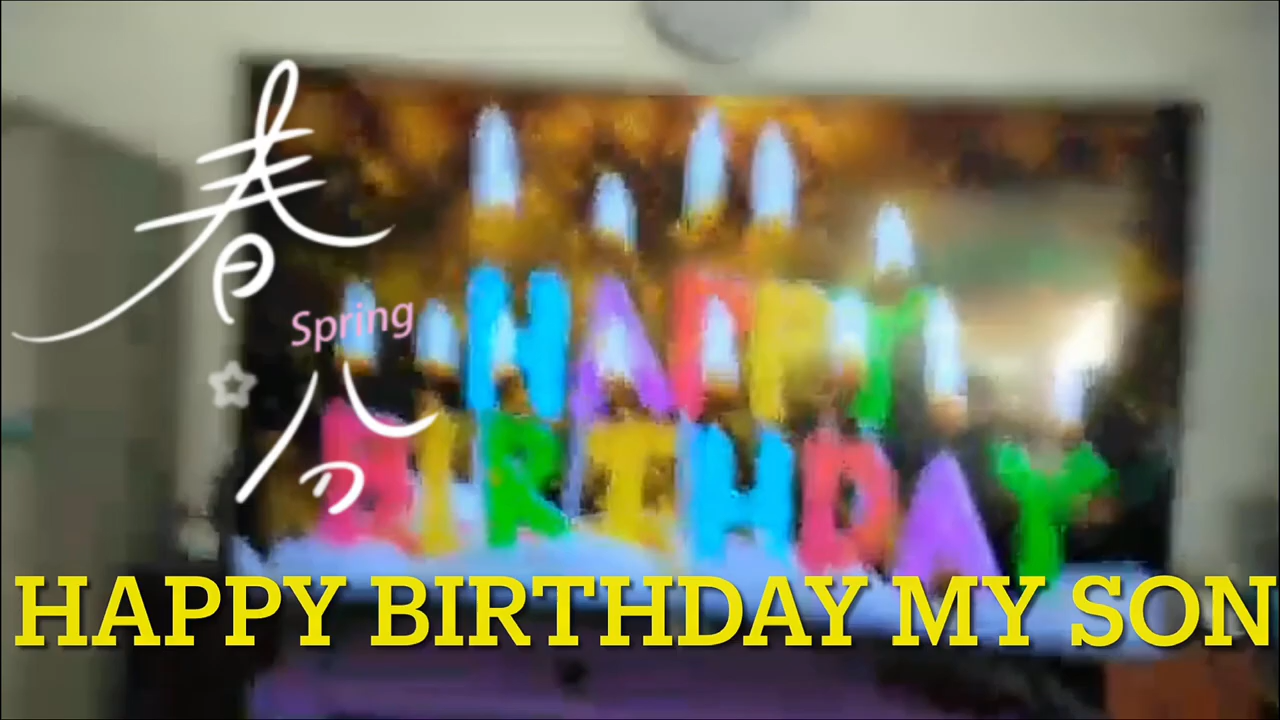 春
Spring
分
HAPPY
BIRTHDAY
HAPPY BIRTHDAY MY SON